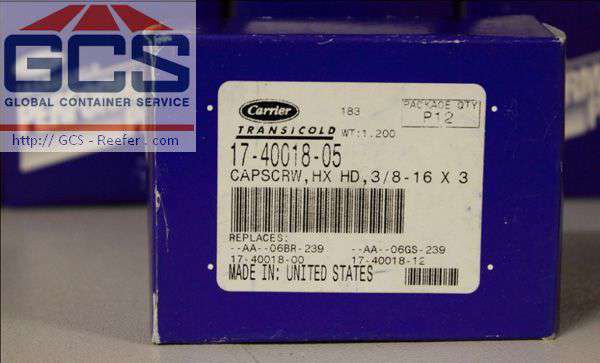 GCS
GLOBAL CONTAINER SERVICE
http:// GCS - Reefer . com
Carrier
TRANSICOLD
183
WT:1.200
PACKAGE QTY
P12
17-40018-05
CAPSCRW,HX HD,3/8-16 X 3
REPLACES:
--AA--06BR-239 --AA--06GS-239
17-40018-00 17-40018-12
MADE IN: UNITED STATES